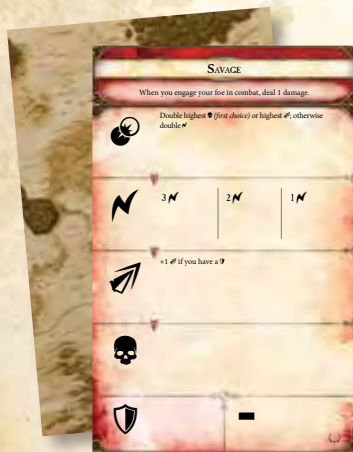 SAVAGE
When you engage your foe in combat, deal 1 damage.
Double highest (first choice) or highest ; otherwise
double
3
2
1
+1 if you have a